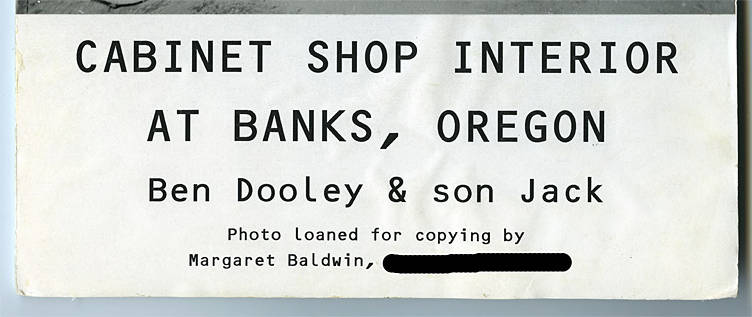 CABINET SHOP INTERIOR
AT BANKS, OREGON
Ben Dooley & son Jack
Photo loaned for copying by
Margaret Baldwin,